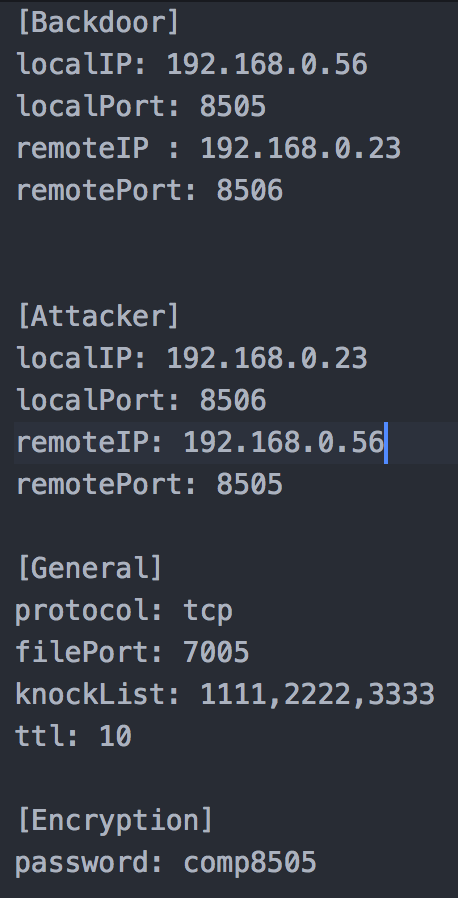 [Backdoor]
localIP: 192.168.0.56
localPort: 8505
remoteIP : 192.168.0.23
remotePort: 8506
[Attacker]
localIP: 192.168.0.23
localPort: 8506
remoteIP: 192.168.0.56
remotePort: 8505
[General]
protocol: tcp
filePort: 7005
knockList: 1111,2222,3333
ttl: 10
[Encryption]
password: comp8505